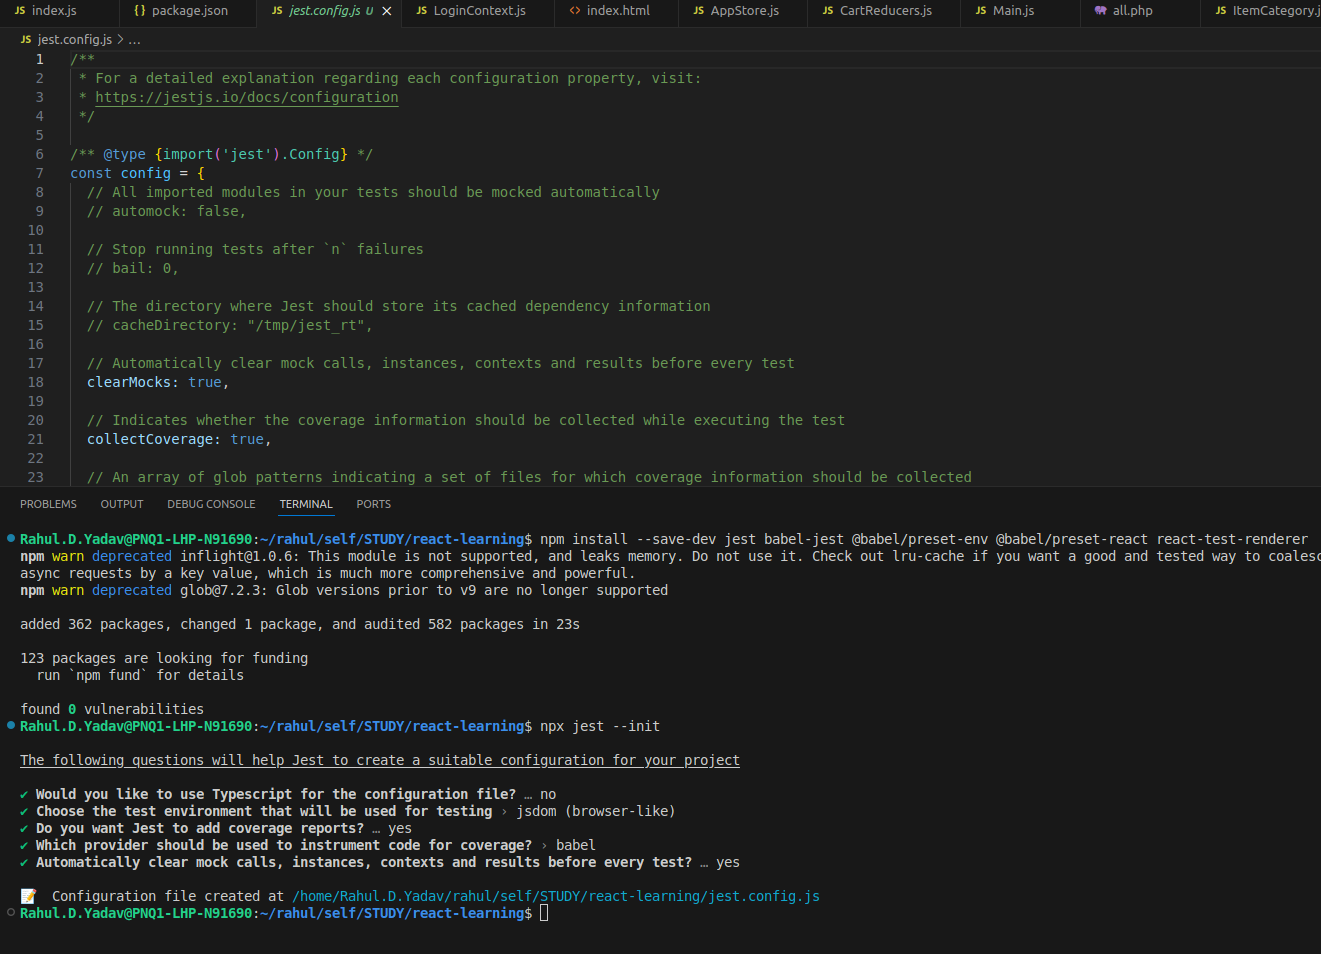 JS index.js {} package.json JS jest.config.js U × JS LoginContext.js <> index.html JS AppStore.js JS CartReducers.js JS Main.js all.php JS ItemCategory.j
JS jest.config.js > ...
1 /**
2 * For a detailed explanation regarding each configuration property, visit:
3 * https://jestjs.io/docs/configuration
4 */
5
6 /** @type {import('jest').Config} */
7 const config = {
8 // All imported modules in your tests should be mocked automatically
9 // automock: false,
10
11 // Stop running tests after `n` failures
12 // bail: 0,
13
14 // The directory where Jest should store its cached dependency information
15 // cacheDirectory: "/tmp/jest_rt",
16
17 // Automatically clear mock calls, instances, contexts and results before every test
18 clearMocks: true,
19
20 // Indicates whether the coverage information should be collected while executing the test
21 collectCoverage: true,
22
23 // An array of glob patterns indicating a set of files for which coverage information should be collected
PROBLEMS OUTPUT DEBUG CONSOLE TERMINAL PORTS
Rahul.D.Yadav@PNQ1-LHP-N91690:~/rahul/self/STUDY/react-learning$ npm install --save-dev jest babel-jest @babel/preset-env @babel/preset-react react-test-renderer
npm warn deprecated inflight@1.0.6: This module is not supported, and leaks memory. Do not use it. Check out lru-cache if you want a good and tested way to coalesc
async requests by a key value, which is much more comprehensive and powerful.
npm warn deprecated glob@7.2.3: Glob versions prior to v9 are no longer supported
added 362 packages, changed 1 package, and audited 582 packages in 23s
123 packages are looking for funding
run `npm fund` for details
found 0 vulnerabilities
Rahul.D.Yadav@PNQ1-LHP-N91690:~/rahul/self/STUDY/react-learning$ npx jest --init
The following questions will help Jest to create a suitable configuration for your project
✔ Would you like to use Typescript for the configuration file? … no
✔ Choose the test environment that will be used for testing › jsdom (browser-like)
✔ Do you want Jest to add coverage reports? … yes
✔ Which provider should be used to instrument code for coverage? › babel
✔ Automatically clear mock calls, instances, contexts and results before every test? … yes
📝 Configuration file created at /home/Rahul.D.Yadav/rahul/self/STUDY/react-learning/jest.config.js
Rahul.D.Yadav@PNQ1-LHP-N91690:~/rahul/self/STUDY/react-learning$